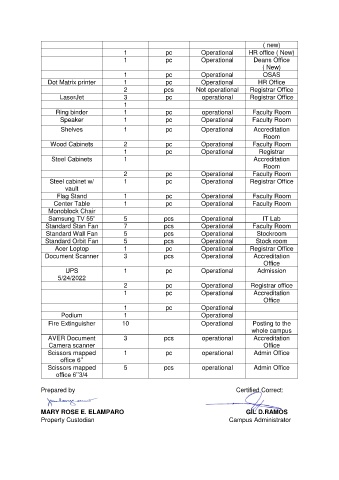 ( new)
1 pc Operational HR office ( New)
1 pc Operational Deans Office
( New)
1 pc Operational OSAS
Dot Matrix printer 1 pc Operational HR Office
2 pcs Not operational Registrar Office
LaserJet 3 pc operational Registrar Office
1
Ring binder 1 pc operational Faculty Room
Speaker 1 pc Operational Faculty Room
Shelves 1 pc Operational Accreditation
Room
Wood Cabinets 2 pc Operational Faculty Room
1 pc Operational Registrar
Steel Cabinets 1 Operational Accreditation
Room
2 pc Operational Faculty Room
Steel cabinet w/ 1 pc Operational Registrar Office
vault
Flag Stand 1 pc Operational Faculty Room
Center Table 1 pc Operational Faculty Room
Monoblock Chair
Samsung TV 55" 5 pcs Operational IT Lab
Standard Stan Fan 7 pcs Operational Faculty Room
Standard Wall Fan 5 pcs Operational Stockroom
Standard Orbit Fan 5 pcs Operational Stock room
Acer Loptop 1 pc Operational Registrar Office
Document Scanner 3 pcs Operational Accreditation
Office
UPS 1 pc Operational Admission
5/24/2022
2 pc Operational Registrar office
1 pc Operational Accreditation
Office
1 pc Operational
Podium 1 Operational
Fire Extinguisher 10 Operational Posting to the
whole campus
AVER Document 3 pcs operational Accreditation
Camera scanner Office
Scissors mapped 1 pc operational Admin Office
office 6"
Scissors mapped 5 pcs operational Admin Office
office 6"3/4
Prepared by Certified Correct:
MARY ROSE E. ELAMPARO GIL D.RAMOS
Property Custodian Campus Administrator